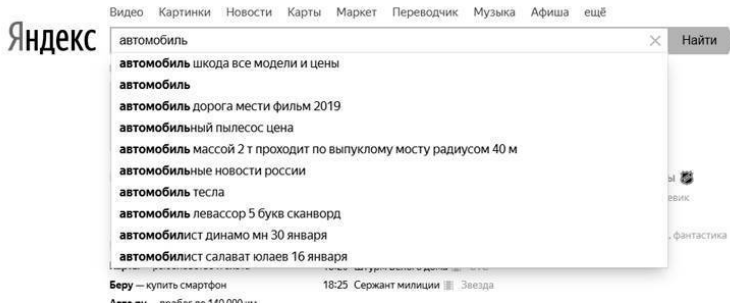 Видео Картинки Новости Карты Маркет Переводчик Музыка Афиша ещё
Яндекс
автомобиль
Найти
автомобиль шкода все модели и цены
автомобиль
автомобиль дорога мести фильм 2019
автомобильный пылесос цена
автомобиль массой 2 т проходит по выпуклому мосту радиусом 40 м
автомобильные новости россии
автомобиль тесла
автомобиль левассор 5 букв сканворд
автомобилист динамо мн 30 января
автомобилист салават юлаев 16 января
, фантастика
Беру — купить смартфон
18:25 Сержант милиции Звезда